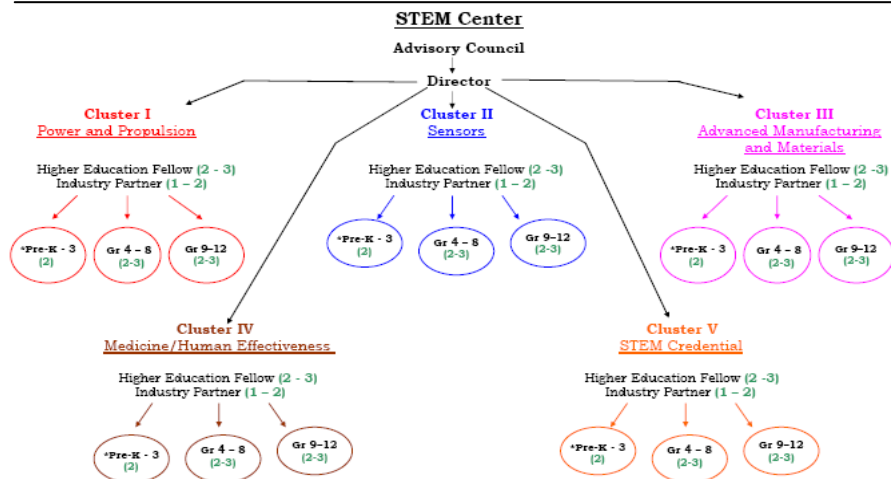 STEM Center
Advisory Council
Director
Cluster I
Power and Propulsion
Higher Education Fellow (2 - 3)
Industry Partner (1 – 2)
*Pre-K - 3
(2)
Gr 4 – 8
(2-3)
Gr 9–12
(2-3)
Cluster II
Sensors
Higher Education Fellow (2 -3)
Industry Partner (1 – 2)
*Pre-K - 3
(2)
Gr 4 – 8
(2-3)
Gr 9–12
(2-3)
Cluster III
Advanced Manufacturing
and Materials
Higher Education Fellow (2 -3)
Industry Partner (1 – 2)
*Pre-K - 3
(2)
Gr 4 – 8
(2-3)
Gr 9–12
(2-3)
Cluster IV
Medicine/Human Effectiveness
Higher Education Fellow (2 - 3)
Industry Partner (1 – 2)
*Pre-K - 3
(2)
Gr 4 – 8
(2-3)
Gr 9–12
(2-3)
Cluster V
STEM Credential
Higher Education Fellow (2 -3)
Industry Partner (1 – 2)
*Pre-K - 3
(2)
Gr 4 – 8
(2-3)
Gr 9–12
(2-3)